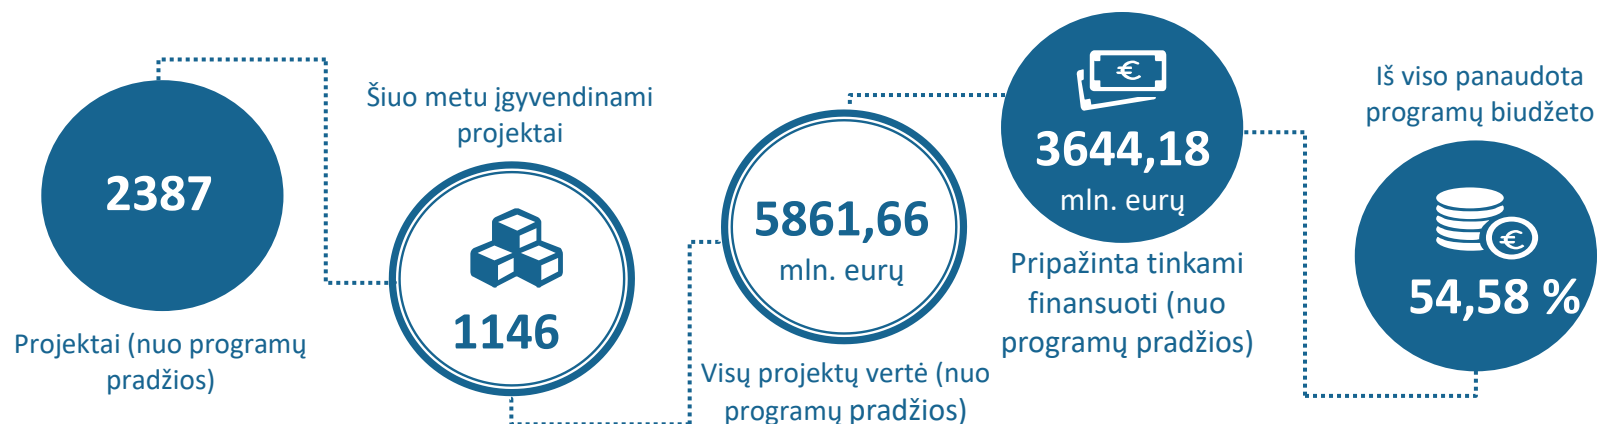 2387
Projektai (nuo programų
pradžios)
Šiuo metu įgyvendinami
projektai
1146
5861,66
mln. eurų
Visų projektų vertė (nuo
programų pradžios)
€
3644,18
mln. eurų
Pripažinta tinkami
finansuoti (nuo
programų pradžios)
Iš viso panaudota
programų biudžeto
€
54,58 %